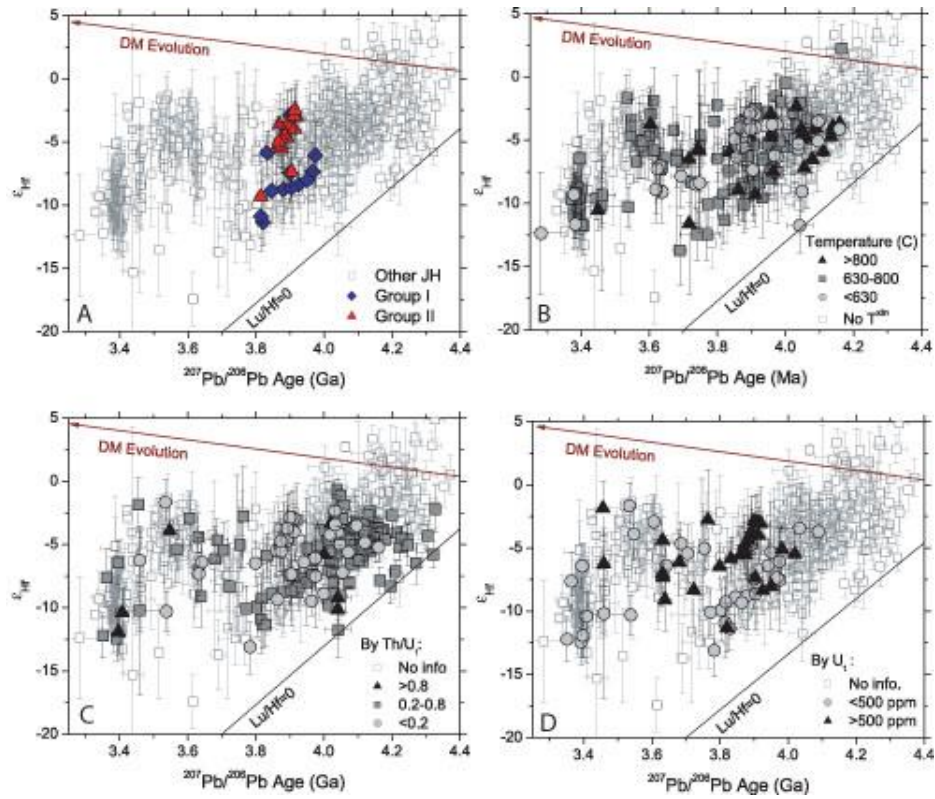 5
0
-5
-10
-15
-20
εHf
DM Evolution
Lu/Hf=0
Other JH
Group I
Group II
A
3.4 3.6 3.8 4.0 4.2 4.4
207Pb/206Pb Age (Ga)
5
0
-5
-10
-15
-20
εHf
DM Evolution
Lu/Hf=0
Temperature (C)
>800
630-800
<630
No Txtln
B
3.4 3.6 3.8 4.0 4.2 4.4
207Pb/206Pb Age (Ma)
5
0
-5
-10
-15
-20
εHf
DM Evolution
Lu/Hf=0
By Th/Ut:
No info
>0.8
0.2-0.8
<0.2
C
3.4 3.6 3.8 4.0 4.2 4.4
207Pb/206Pb Age (Ga)
5
0
-5
-10
-15
-20
εHf
DM Evolution
Lu/Hf=0
By Ut :
No info.
<500 ppm
>500 ppm
D
3.4 3.6 3.8 4.0 4.2 4.4
207Pb/206Pb Age (Ga)